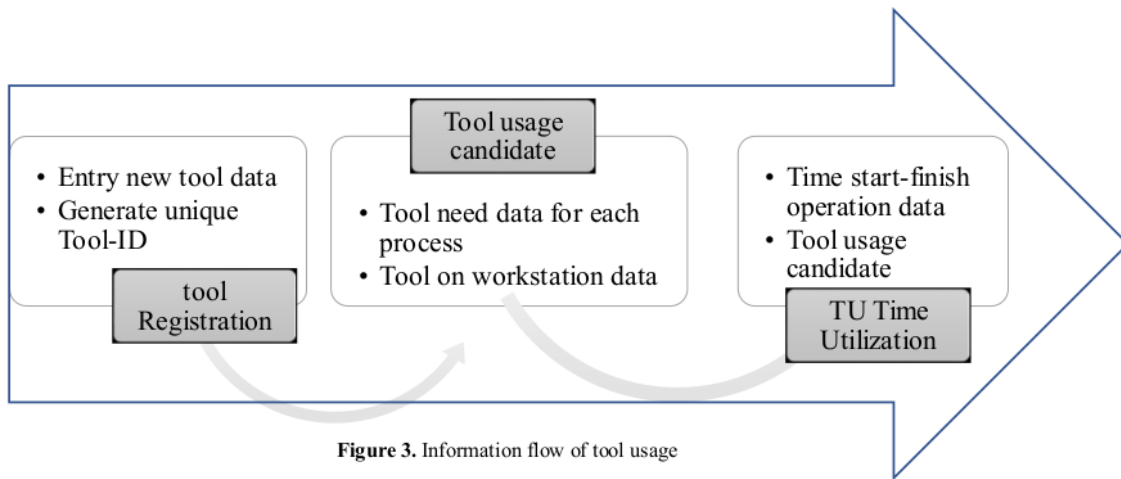 • Entry new tool data
• Generate unique
Tool-ID
tool
Registration
Tool usage
candidate
• Tool need data for each
process
• Tool on workstation data
• Time start-finish
operation data
• Tool usage
candidate
TU Time
Utilization
Figure 3. Information flow of tool usage